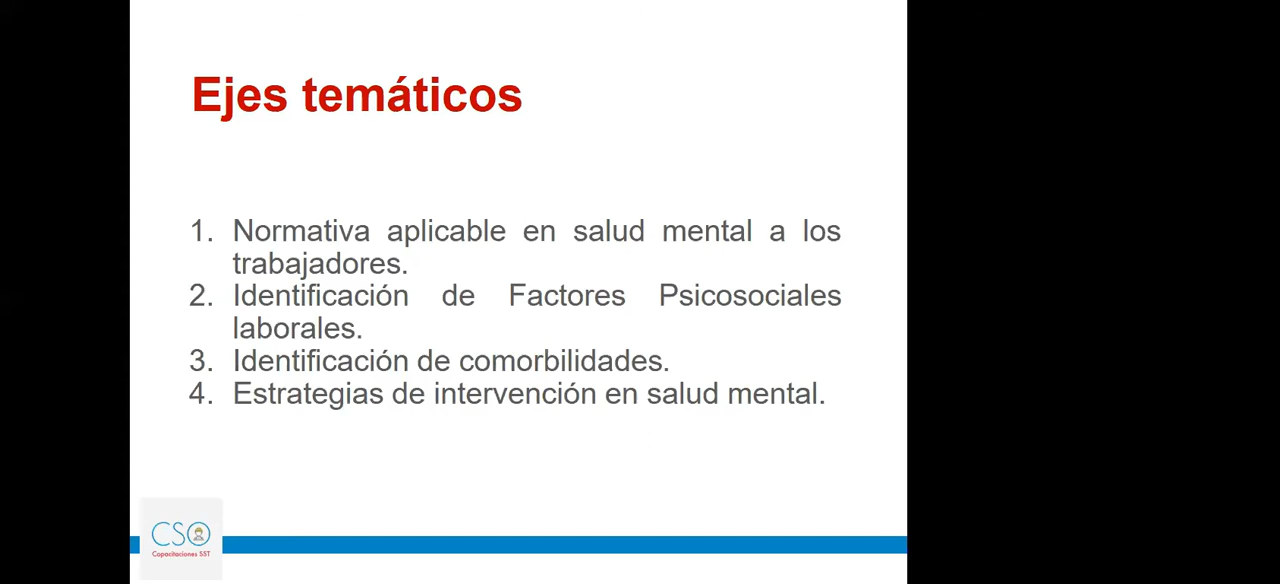 Ejes temáticos
1. Normativa aplicable en salud mental a los
trabajadores.
2. Identificación de Factores Psicosociales
laborales.
3. Identificación de comorbilidades.
4. Estrategias de intervención en salud mental.
CSO
Capacitaciones SST